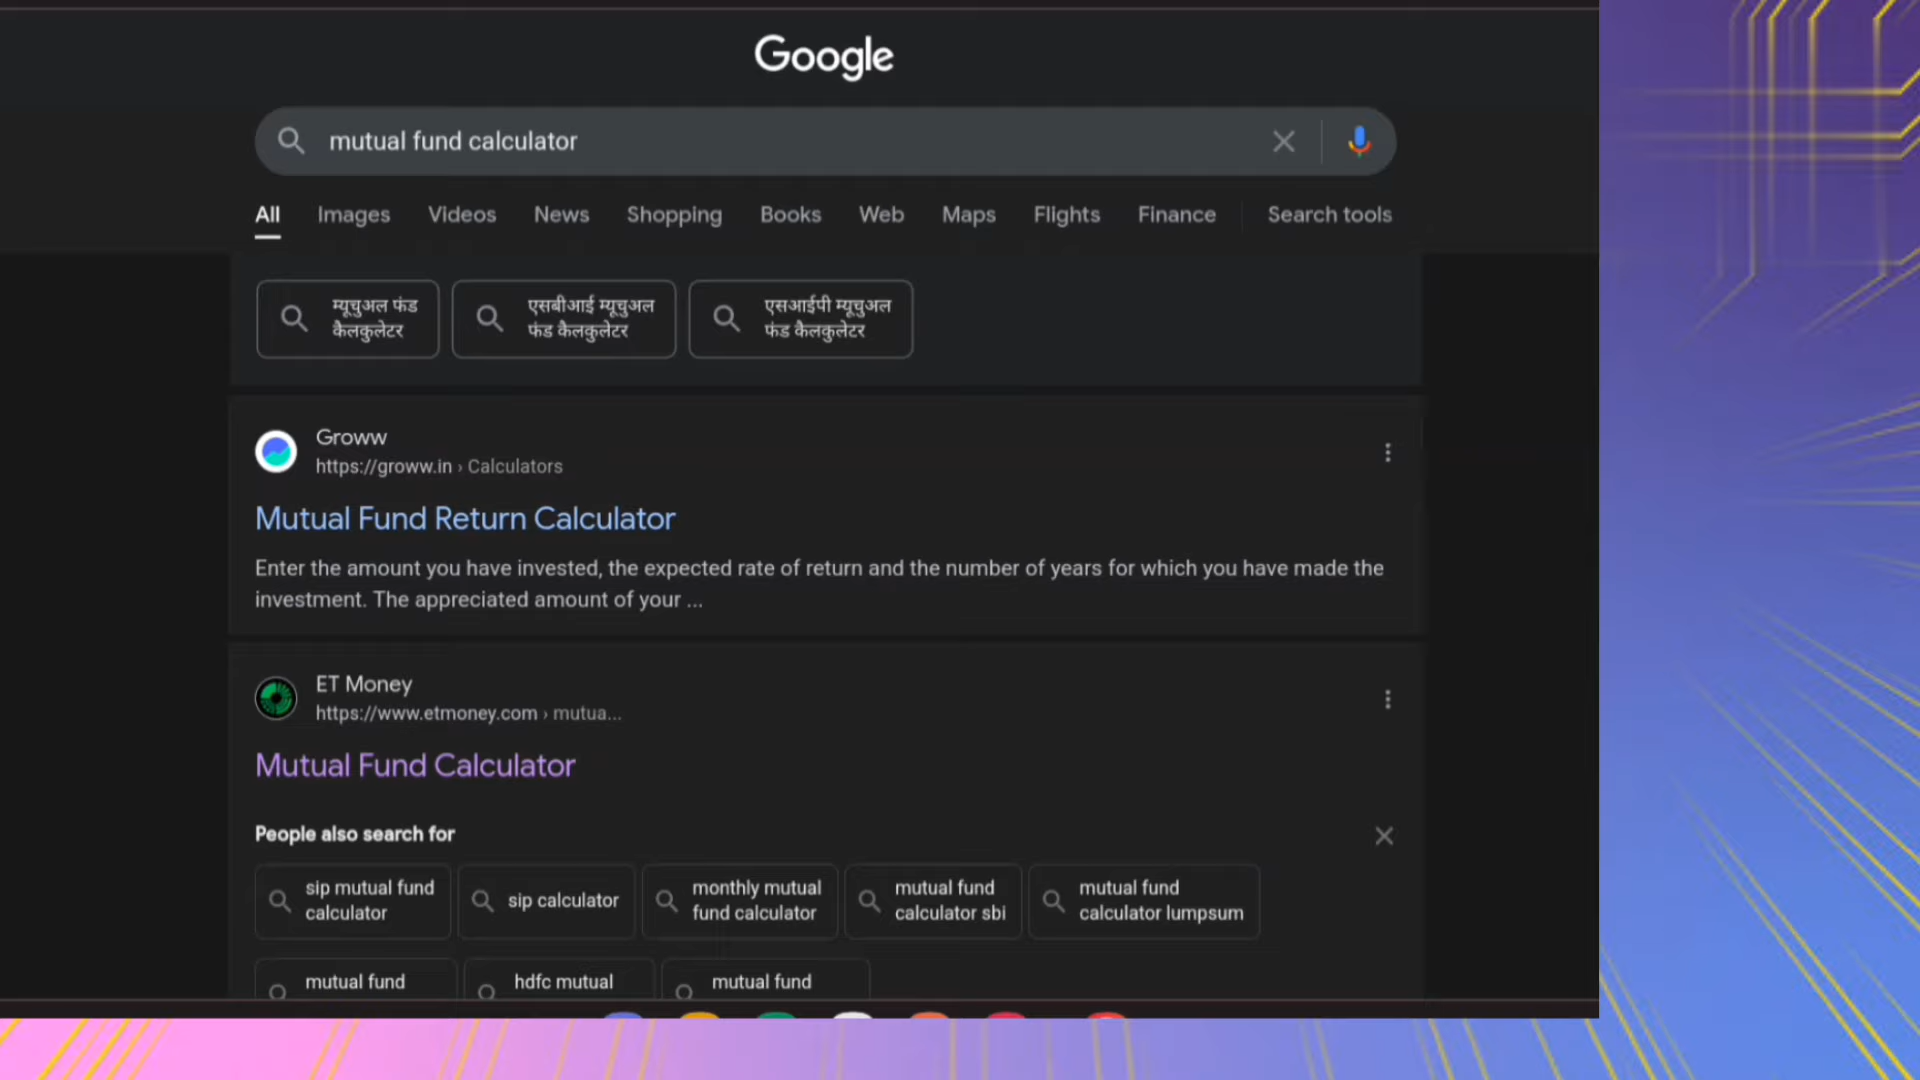 Google
mutual fund calculator
All Images Videos News Shopping Books Web Maps Flights Finance Search tools
म्यूचुअल फंड
कैलकुलेटर
एसबीआई म्यूचुअल
फंड कैलकुलेटर
एसआईपी म्यूचुअल
फंड कैलकुलेटर
Groww
https://groww.in › Calculators
Mutual Fund Return Calculator
Enter the amount you have invested, the expected rate of return and the number of years for which you have made the
investment. The appreciated amount of your ...
ET Money
https://www.etmoney.com › mutua...
Mutual Fund Calculator
People also search for
sip mutual fund
calculator
sip calculator
monthly mutual
fund calculator
mutual fund
calculator sbi
mutual fund
calculator lumpsum
mutual fund
hdfc mutual
mutual fund